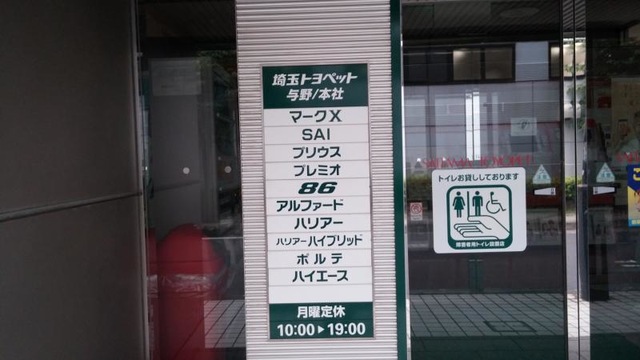 埼玉トヨペット
与野/本社
マークX
SAI
プリウス
プレミオ
86
アルファード
ハリアー
ハリアーハイブリッド
ポルテ
ハイエース
月曜定休
10:00▶19:00
トイレお貸ししております
障害者用トイレ設置店